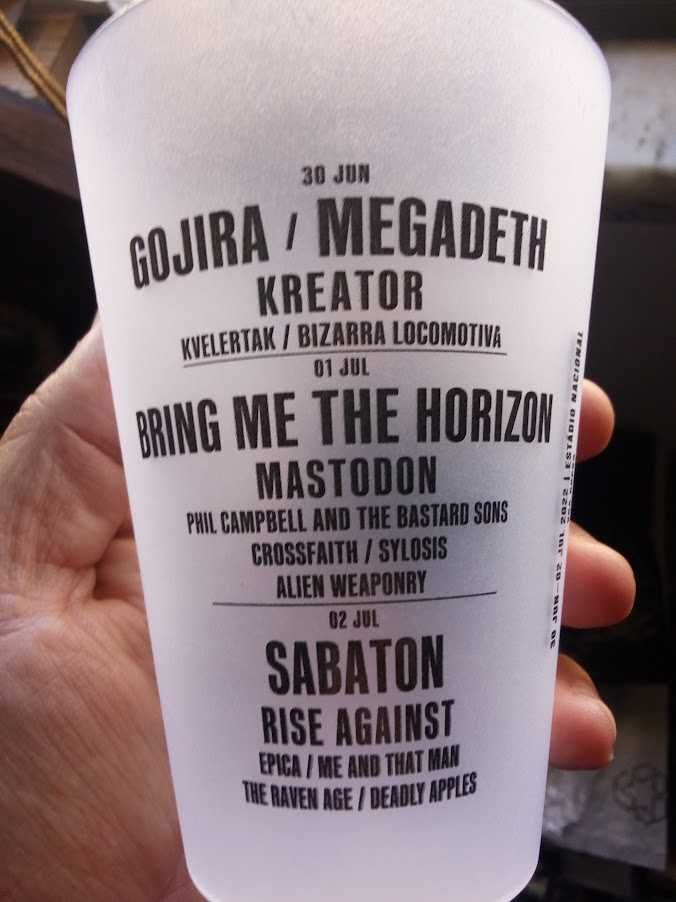 30 JUN
GOJIRA / MEGADETH
KREATOR
KVELERTAK / BIZARRA LOCOMOTIVA
01 JUL
BRING ME THE HORIZON
MASTODON
PHIL CAMPBELL AND THE BASTARD SONS
CROSSFAITH / SYLOSIS
ALIEN WEAPONRY
02 JUL
SABATON
RISE AGAINST
EPICA / ME AND THAT MAN
THE RAVEN AGE / DEADLY APPLES
30 JUN—02 JUL 2022 | ESTÁDIO NACIONAL